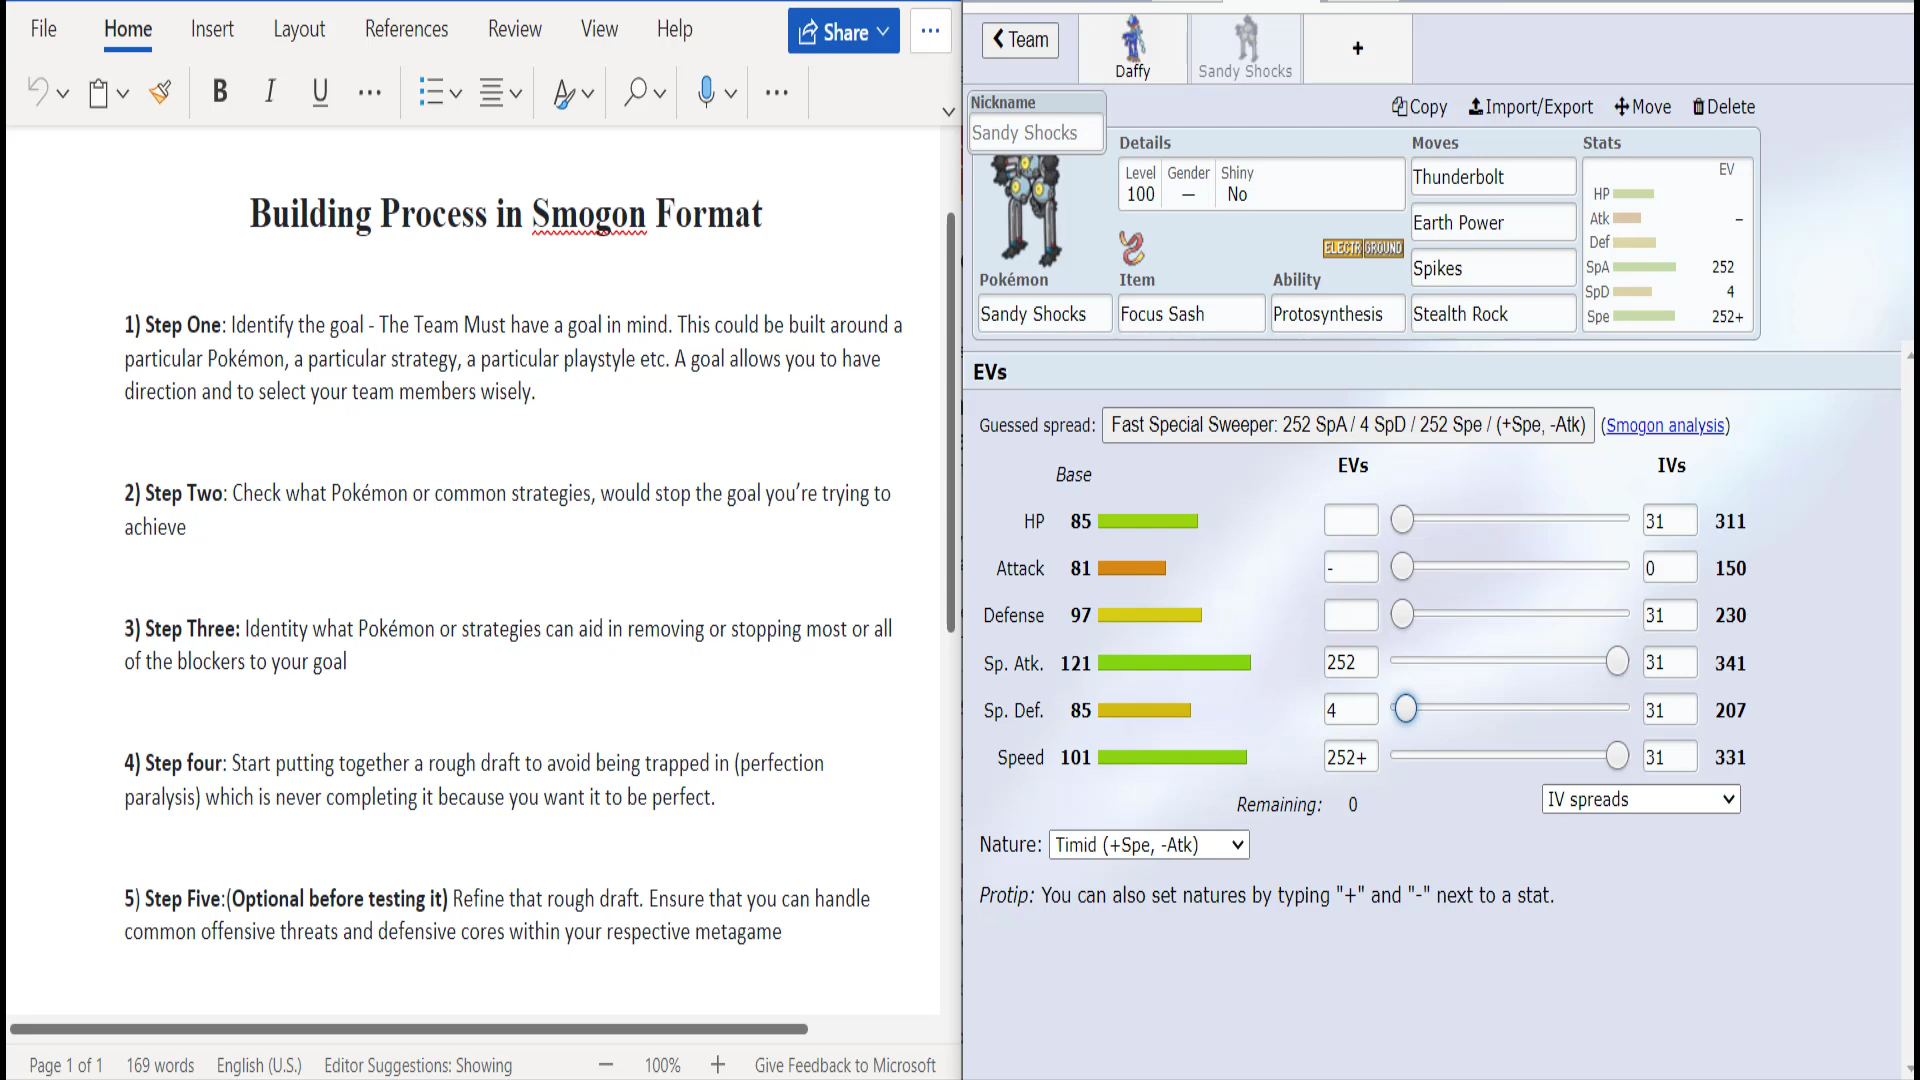 File Home Insert Layout References Review View Help Share
B I U
Building Process in Smogon Format
1) Step One: Identify the goal - The Team Must have a goal in mind. This could be built around a
particular Pokémon, a particular strategy, a particular playstyle etc. A goal allows you to have
direction and to select your team members wisely.
2) Step Two: Check what Pokémon or common strategies, would stop the goal you’re trying to
achieve
3) Step Three: Identity what Pokémon or strategies can aid in removing or stopping most or all
of the blockers to your goal
4) Step four: Start putting together a rough draft to avoid being trapped in (perfection
paralysis) which is never completing it because you want it to be perfect.
5) Step Five:(Optional before testing it) Refine that rough draft. Ensure that you can handle
common offensive threats and defensive cores within your respective metagame
Page 1 of 1 169 words English (U.S.) Editor Suggestions: Showing 100% Give Feedback to Microsoft
Team
Daffy
Sandy Shocks
+
Copy Import/Export Move Delete
Nickname
Sandy Shocks
Pokémon
Sandy Shocks
Details
Level Gender Shiny
100 — No
Item
Focus Sash
ELECTR GROUND
Ability
Protosynthesis
Moves
Thunderbolt
Earth Power
Spikes
Stealth Rock
Stats
EV
HP
Atk –
Def
SpA 252
SpD 4
Spe 252+
EVs
Guessed spread: Fast Special Sweeper: 252 SpA / 4 SpD / 252 Spe / (+Spe, -Atk) (Smogon analysis)
Base EVs IVs
HP 85 31 311
Attack 81 - 0 150
Defense 97 31 230
Sp. Atk. 121 252 31 341
Sp. Def. 85 4 31 207
Speed 101 252+ 31 331
Remaining: 0 IV spreads
Nature: Timid (+Spe, -Atk)
Protip: You can also set natures by typing "+" and "-" next to a stat.